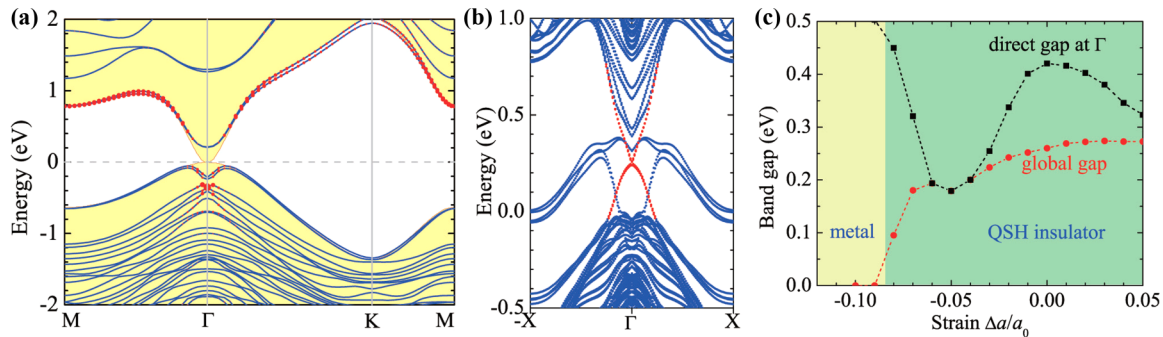 (a)
Energy (eV)
2
1
0
-1
-2
M
Γ
K
M
(b)
Energy (eV)
1.0
0.5
0.0
-0.5
-X
Γ
X
(c)
Band gap (eV)
0.5
0.4
0.3
0.2
0.1
0.0
direct gap at Γ
global gap
metal
QSH insulator
-0.10
-0.05
0.00
0.05
Strain Δa/a₀